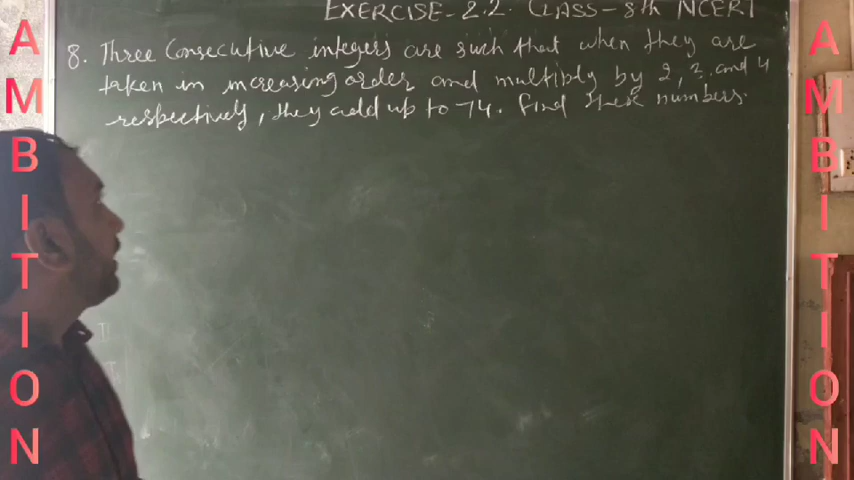 EXERCISE-2.2. CLASS-8th NCERT
8. Three Consecutive integers are such that when they are
taken in increasing order and multiply by 2, 3, and 4
respectively, they add up to 74. Find these numbers.
AMBITION
AMBITION